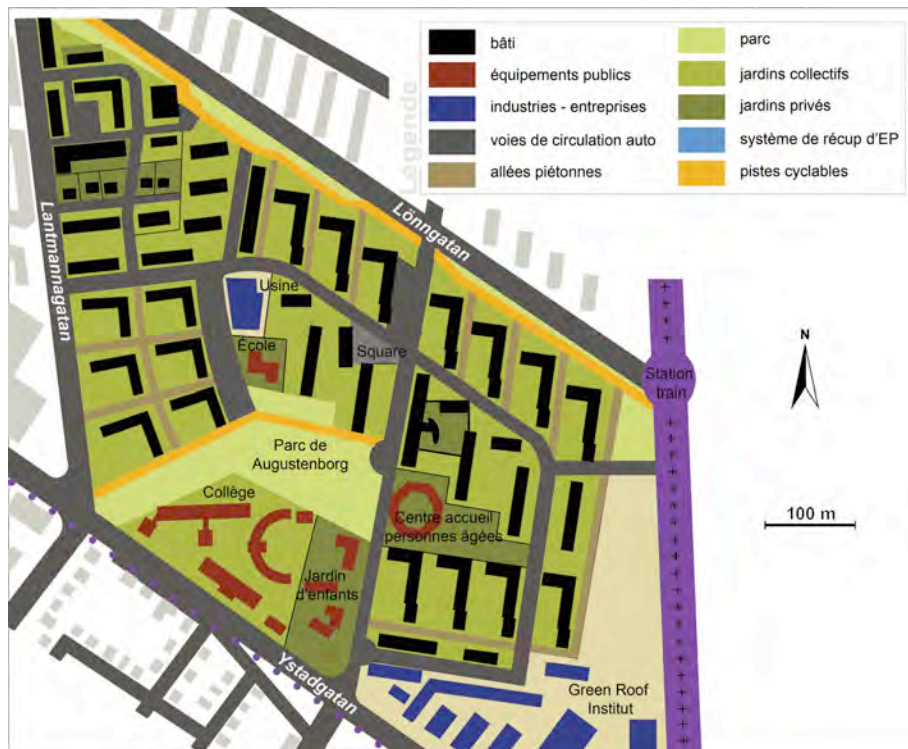 Légende
bâti
équipements publics
industries - entreprises
voies de circulation auto
allées piétonnes
parc
jardins collectifs
jardins privés
système de récup d'EP
pistes cyclables
Lönngatan
Lantmannagatan
Usine
École
Square
Station
train
N
Parc de
Augustenborg
Collège
Centre accueil
personnes âgées
100 m
Jardin
d'enfants
Ystadgatan
Green Roof
Institut